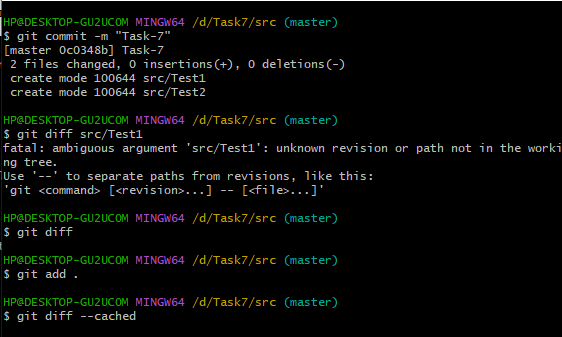 HP@DESKTOP-GU2UCOM MINGW64 /d/Task7/src (master)
$ git commit -m "Task-7"
[master 0c0348b] Task-7
 2 files changed, 0 insertions(+), 0 deletions(-)
 create mode 100644 src/Test1
 create mode 100644 src/Test2
HP@DESKTOP-GU2UCOM MINGW64 /d/Task7/src (master)
$ git diff src/Test1
fatal: ambiguous argument 'src/Test1': unknown revision or path not in the worki
ng tree.
Use '--' to separate paths from revisions, like this:
'git <command> [<revision>...] -- [<file>...]'
HP@DESKTOP-GU2UCOM MINGW64 /d/Task7/src (master)
$ git diff
HP@DESKTOP-GU2UCOM MINGW64 /d/Task7/src (master)
$ git add .
HP@DESKTOP-GU2UCOM MINGW64 /d/Task7/src (master)
$ git diff --cached